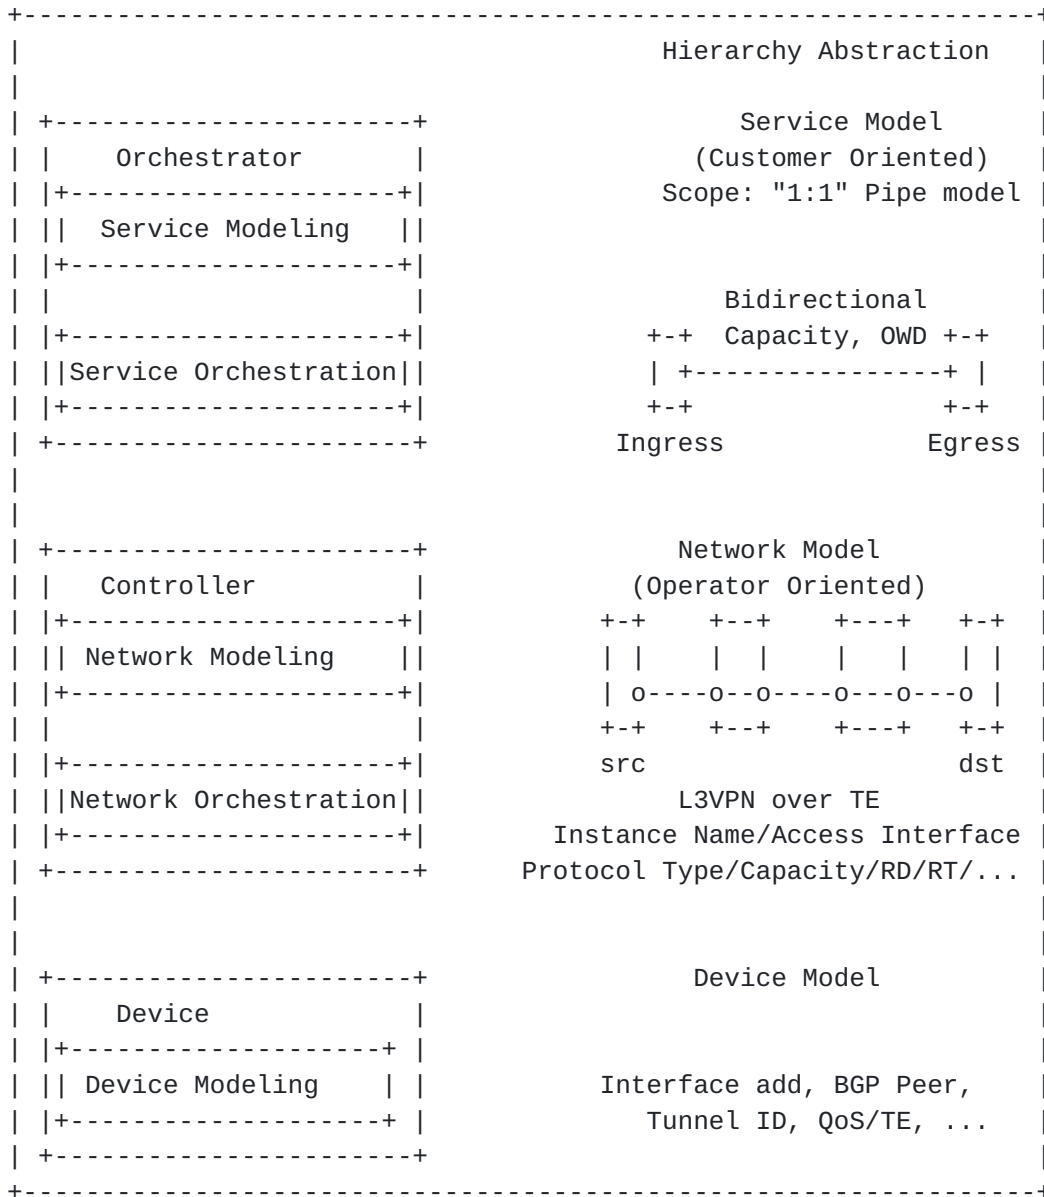 Hierarchy Abstraction
Service Model
Orchestrator (Customer Oriented)
Scope: "1:1" Pipe model
Service Modeling
Bidirectional
Capacity, OWD
Service Orchestration
Ingress Egress
Network Model
Controller (Operator Oriented)
Network Modeling
o----o--o----o---o---o
src dst
Network Orchestration L3VPN over TE
Instance Name/Access Interface
Protocol Type/Capacity/RD/RT/...
Device Model
Device
Device Modeling Interface add, BGP Peer,
Tunnel ID, QoS/TE, ...